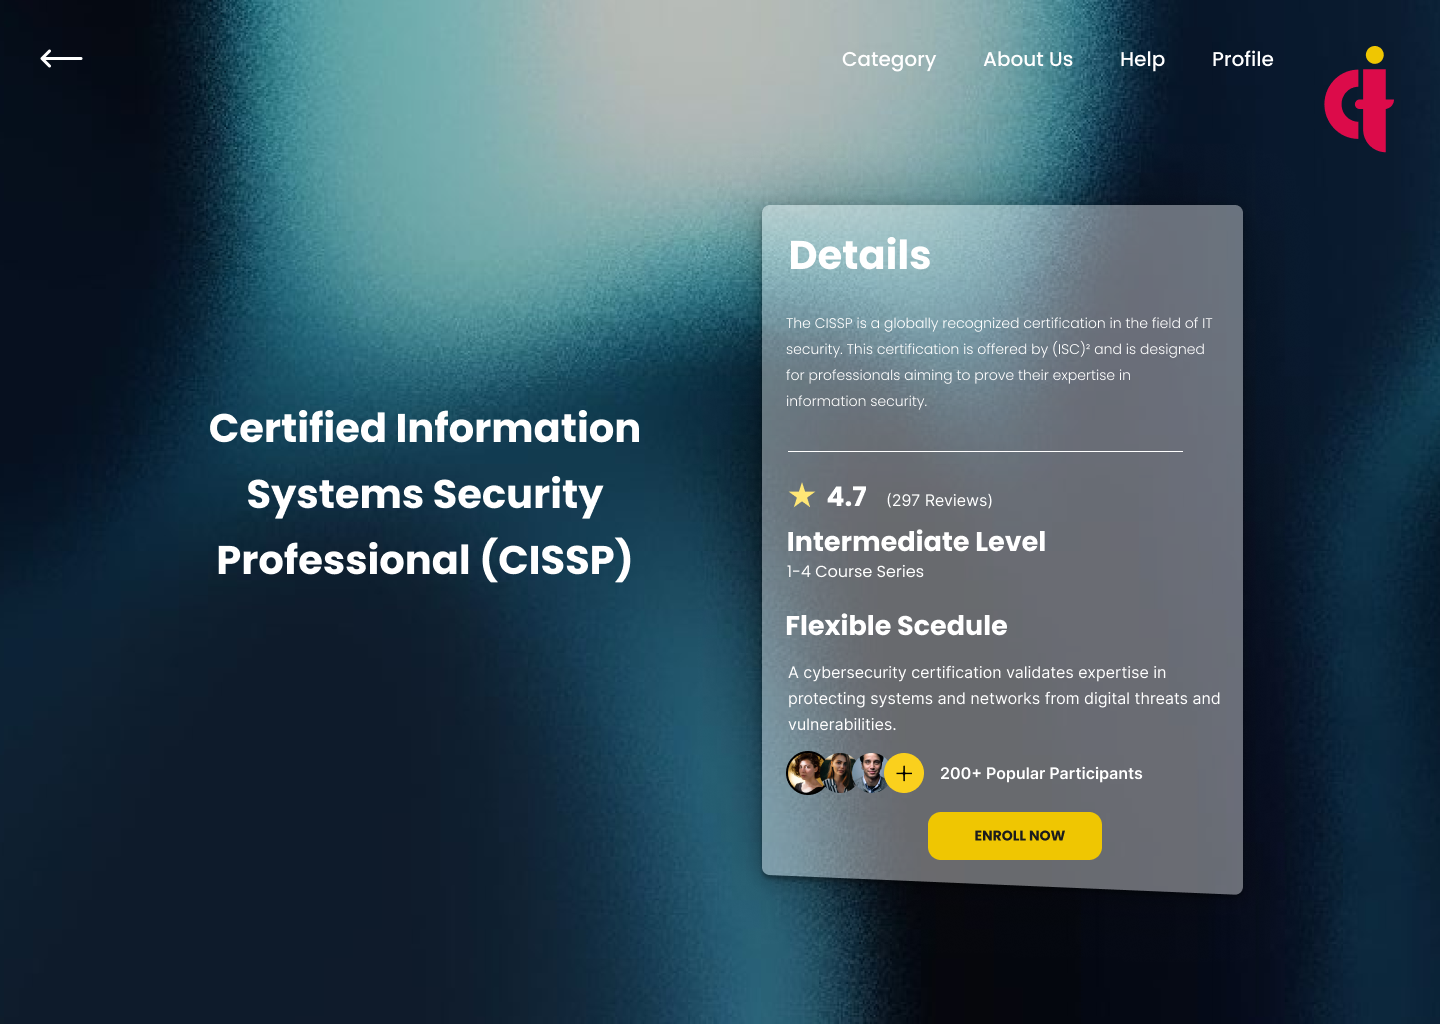 Category About Us Help Profile
Certified Information
Systems Security
Professional (CISSP)
Details
The CISSP is a globally recognized certification in the field of IT
security. This certification is offered by (ISC)² and is designed
for professionals aiming to prove their expertise in
information security.
4.7 (297 Reviews)
Intermediate Level
1-4 Course Series
Flexible Scedule
A cybersecurity certification validates expertise in
protecting systems and networks from digital threats and
vulnerabilities.
200+ Popular Participants
ENROLL NOW